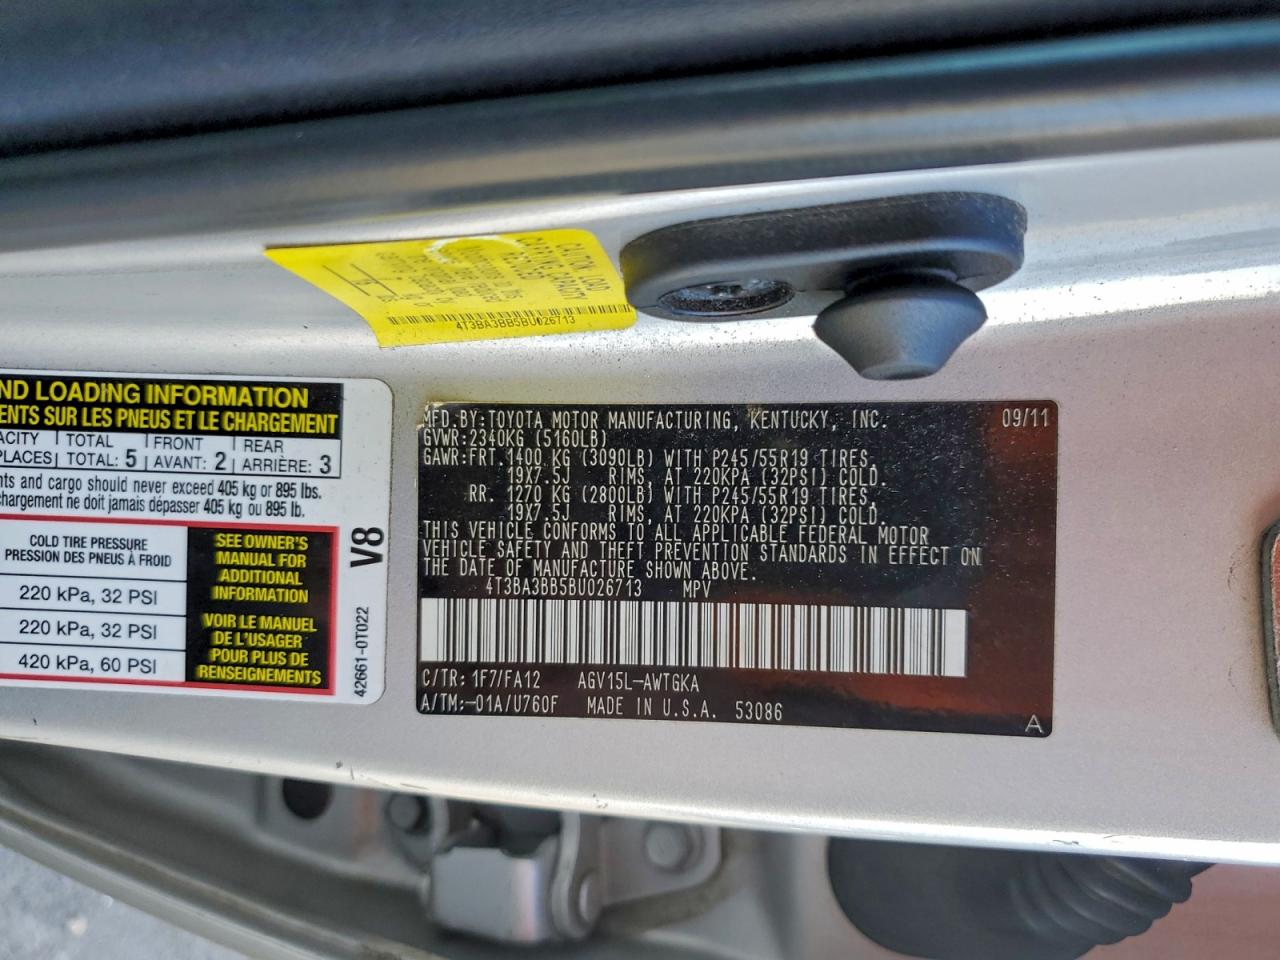 CAUTION: LOAD
CARRYING CAPACITY
4T3BA3BB5BU026713
ND LOADING INFORMATION
ENTS SUR LES PNEUS ET LE CHARGEMENT
ACITY TOTAL FRONT REAR
PLACES TOTAL: 5 AVANT: 2 ARRIÈRE: 3
nts and cargo should never exceed 405 kg or 895 lbs.
chargement ne doit jamais dépasser 405 kg ou 895 lb.
COLD TIRE PRESSURE
PRESSION DES PNEUS À FROID
220 kPa, 32 PSI
220 kPa, 32 PSI
420 kPa, 60 PSI
SEE OWNER'S
MANUAL FOR
ADDITIONAL
INFORMATION
VOIR LE MANUEL
DE L'USAGER
POUR PLUS DE
RENSEIGNEMENTS
V8
42661-0T022
MFD.BY:TOYOTA MOTOR MANUFACTURING, KENTUCKY, INC. 09/11
GVWR:2340KG (5160LB)
GAWR:FRT.1400 KG (3090LB) WITH P245/55R19 TIRES,
19X7.5J RIMS, AT 220KPA (32PSI) COLD.
RR. 1270 KG (2800LB) WITH P245/55R19 TIRES,
19X7.5J RIMS, AT 220KPA (32PSI) COLD.
THIS VEHICLE CONFORMS TO ALL APPLICABLE FEDERAL MOTOR
VEHICLE SAFETY AND THEFT PREVENTION STANDARDS IN EFFECT ON
THE DATE OF MANUFACTURE SHOWN ABOVE.
4T3BA3BB5BU026713 MPV
C/TR: 1F7/FA12 AGV15L-AWTGKA
A/TM:-01A/U760F MADE IN U.S.A. 53086
A